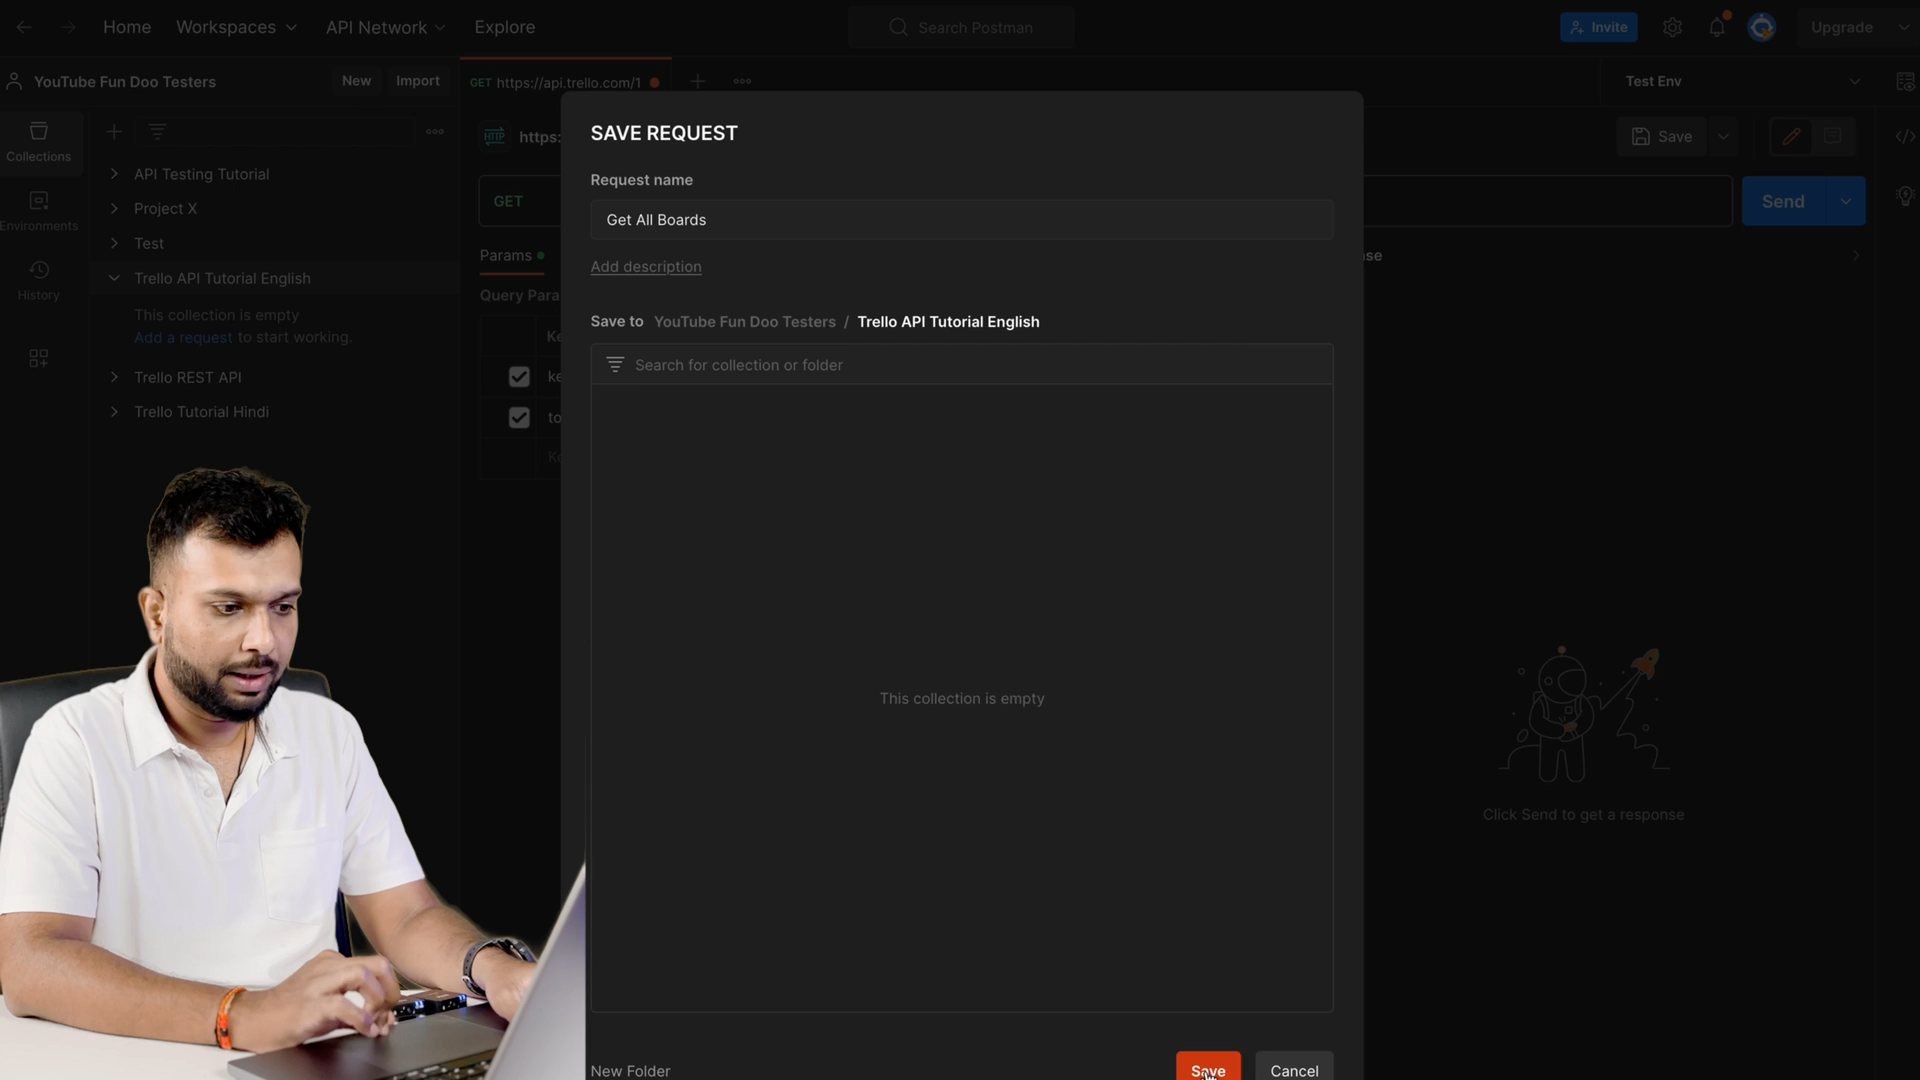 Home Workspaces API Network Explore Search Postman Invite Upgrade
YouTube Fun Doo Testers New Import GET https://api.trello.com/1 Test Env
SAVE REQUEST
HTTP https: Save
Collections
API Testing Tutorial
Request name
Project X GET Get All Boards Send
Environments
Test
Params Add description
Trello API Tutorial English
History
Query Para
This collection is empty
Add a request to start working.
Save to YouTube Fun Doo Testers / Trello API Tutorial English
Search for collection or folder
Trello REST API
Trello Tutorial Hindi
This collection is empty
Click Send to get a response
New Folder Save Cancel